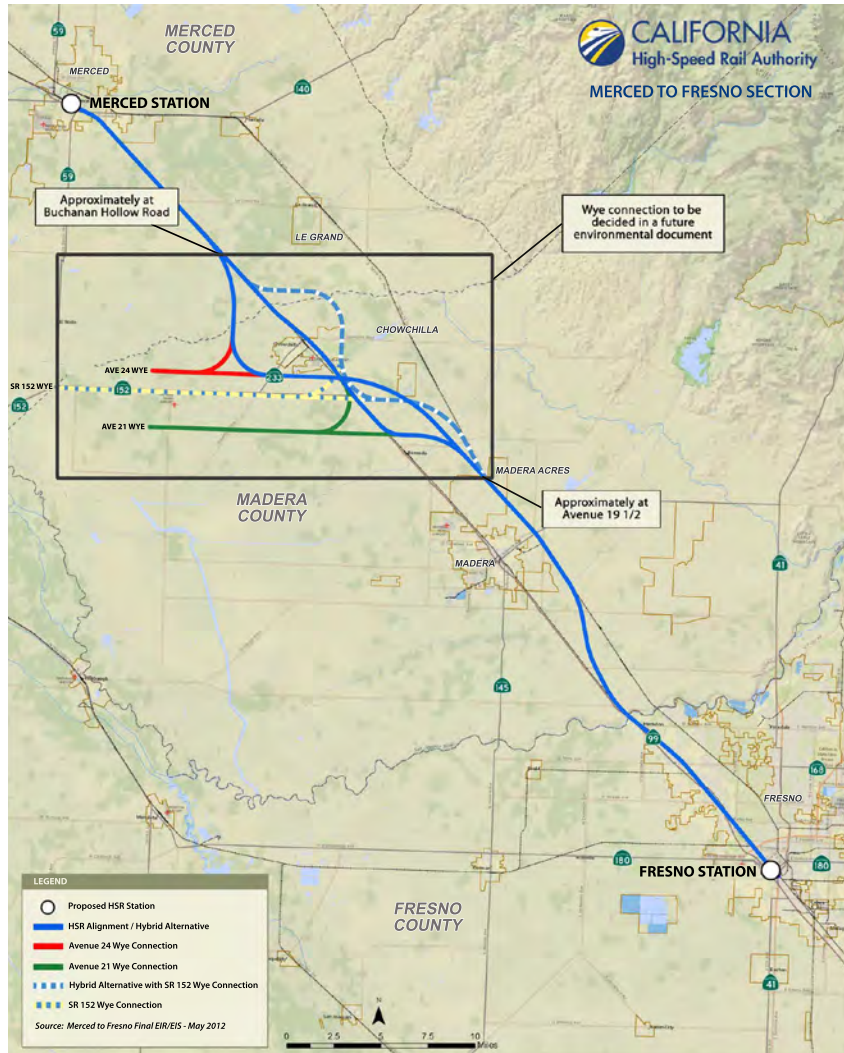 CALIFORNIA
High-Speed Rail Authority
MERCED TO FRESNO SECTION
MERCED
COUNTY
59
MERCED
MERCED STATION
140
59
Approximately at
Buchanan Hollow Road
Wye connection to be
decided in a future
environmental document
LE GRAND
CHOWCHILLA
AVE 24 WYE
233
SR 152 WYE
152
152
AVE 21 WYE
MADERA ACRES
MADERA
COUNTY
Approximately at
Avenue 19 1/2
MADERA
41
145
99
168
FRESNO
180
FRESNO STATION
180
FRESNO
COUNTY
41
LEGEND
Proposed HSR Station
HSR Alignment / Hybrid Alternative
Avenue 24 Wye Connection
Avenue 21 Wye Connection
Hybrid Alternative with SR 152 Wye Connection
SR 152 Wye Connection
Source: Merced to Fresno Final EIR/EIS - May 2012
N
0 2.5 5 7.5 10
Miles